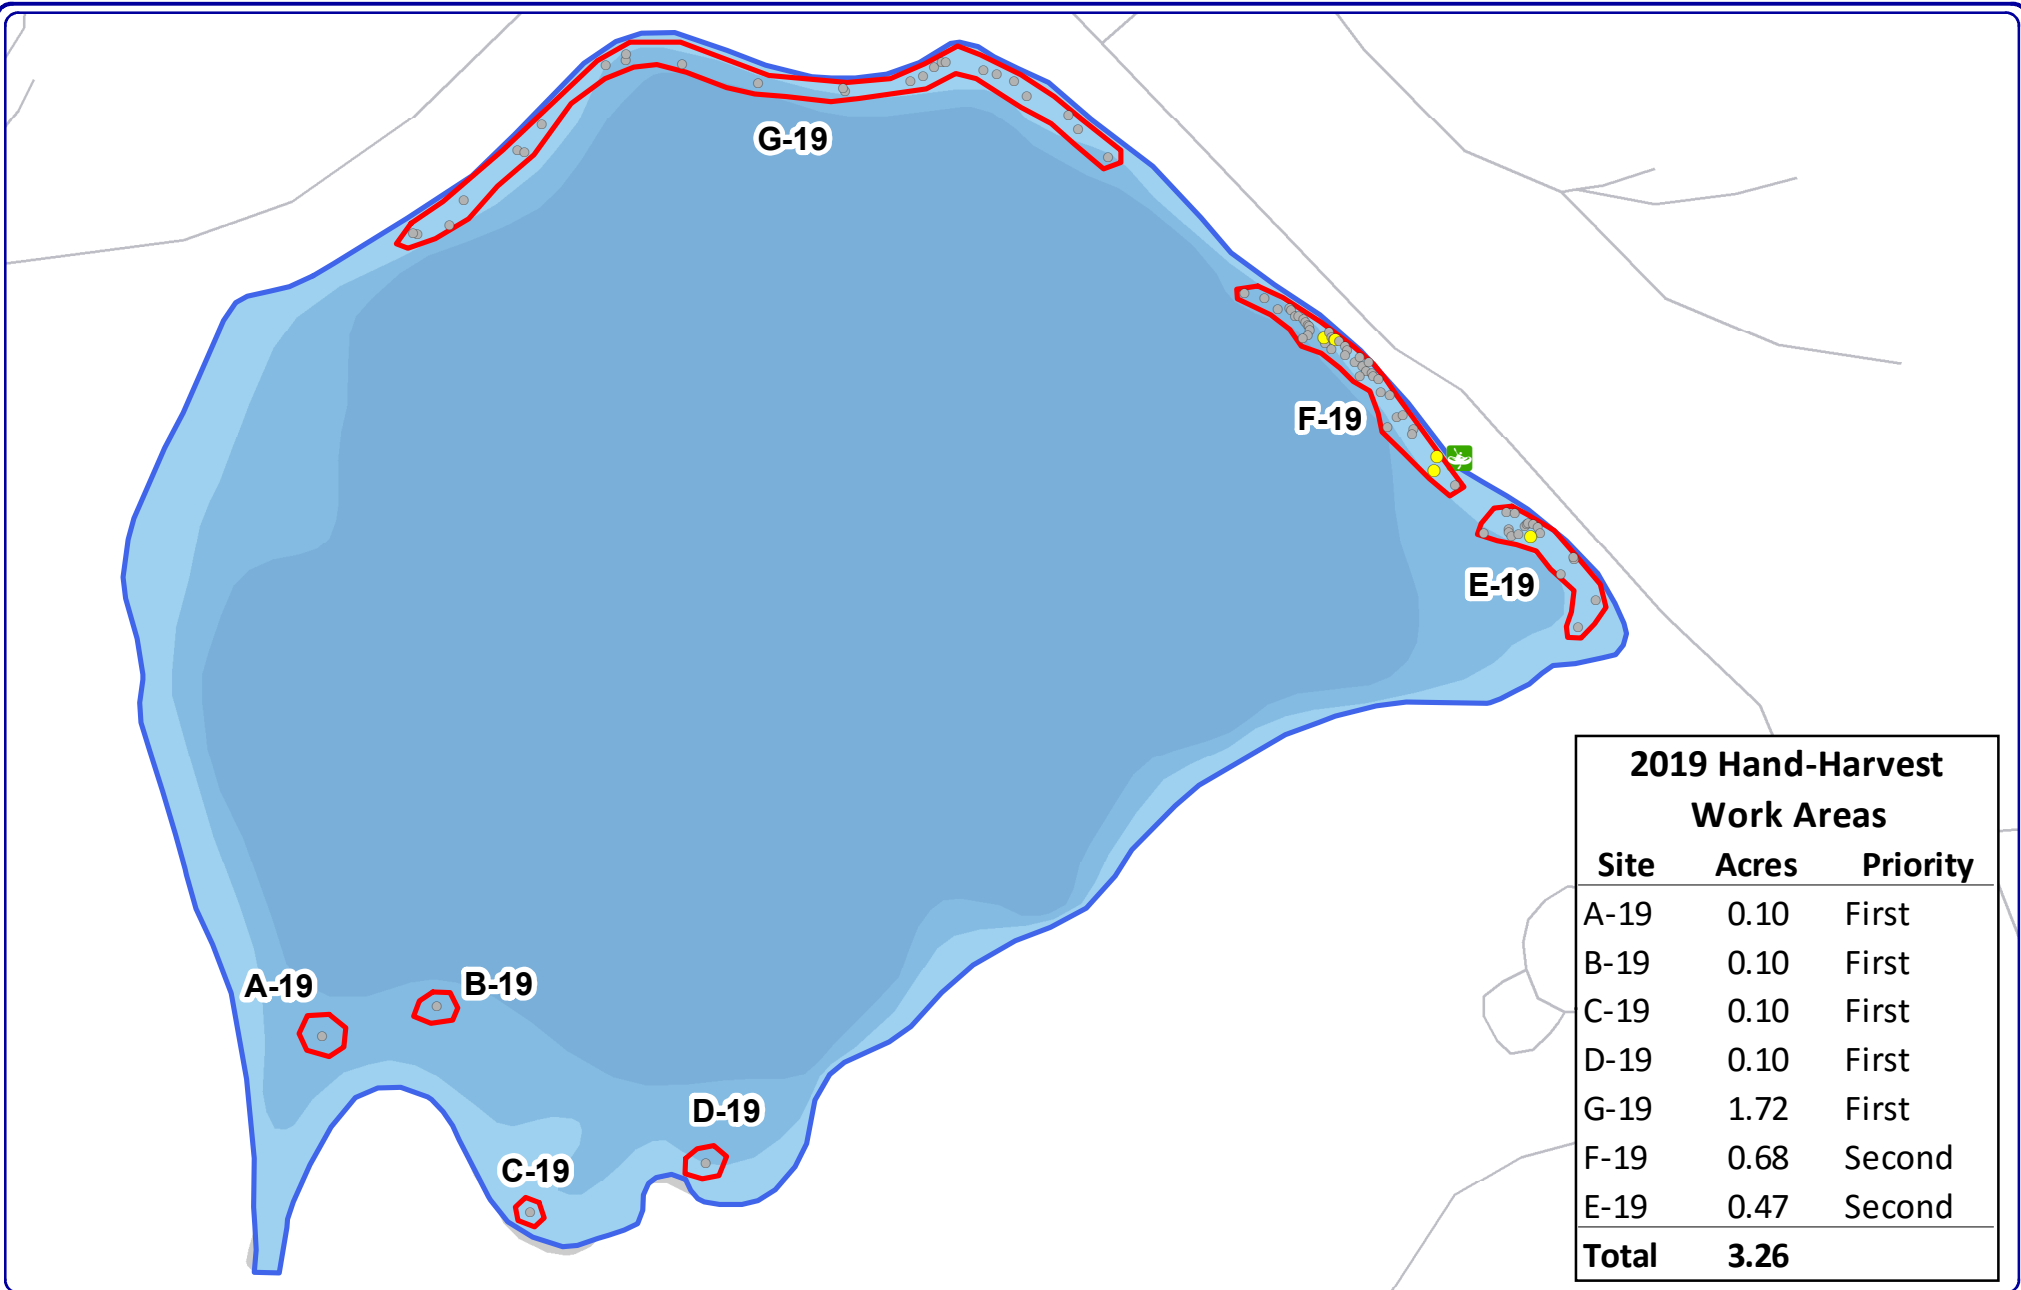 G-19
F-19
E-19
A-19
B-19
D-19
C-19
2019 Hand-Harvest
Work Areas
Site Acres Priority
A-19 0.10 First
B-19 0.10 First
C-19 0.10 First
D-19 0.10 First
G-19 1.72 First
F-19 0.68 Second
E-19 0.47 Second
Total 3.26